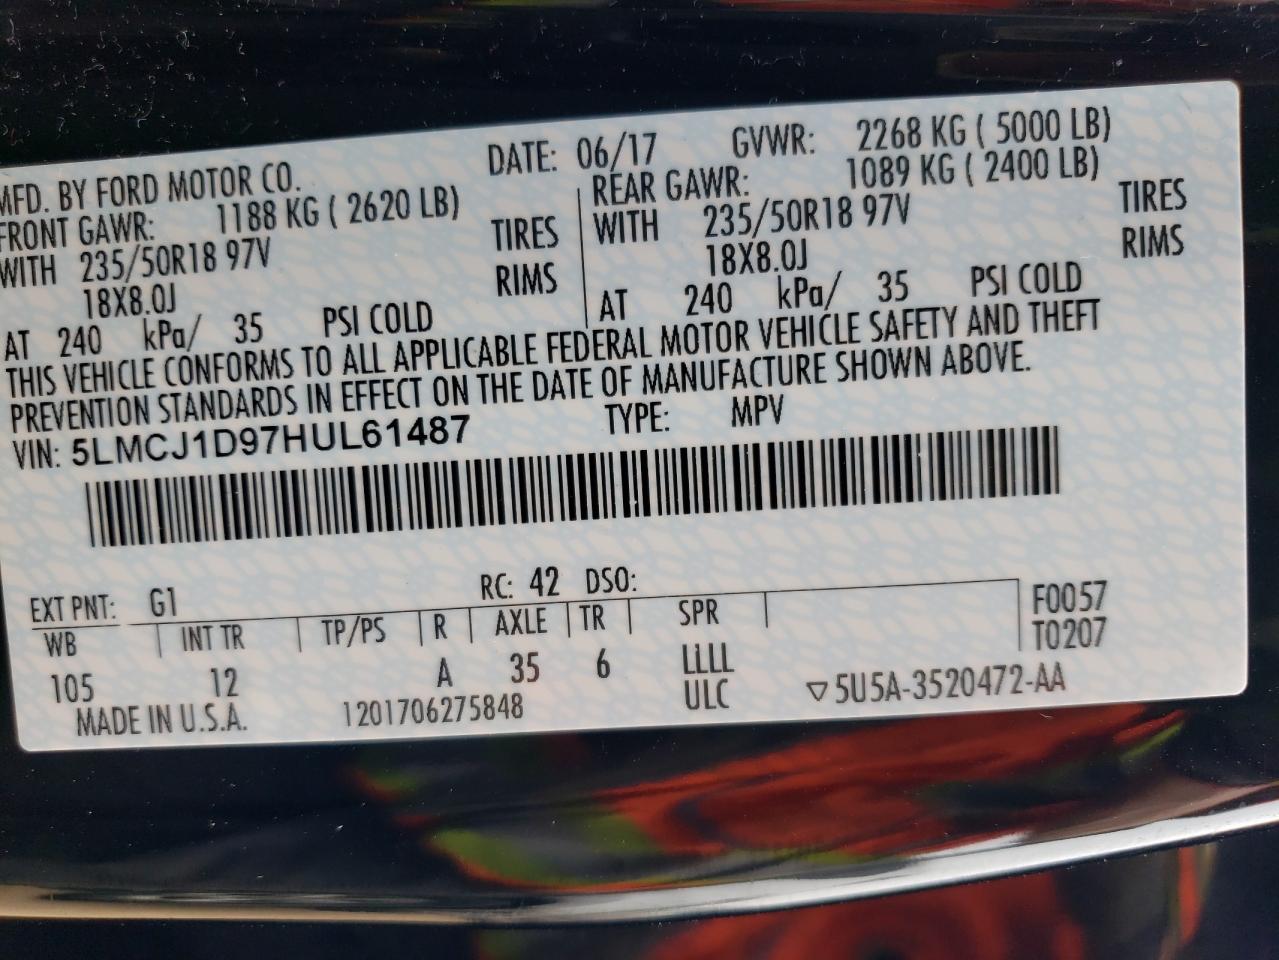 MFD. BY FORD MOTOR CO. DATE: 06/17 GVWR: 2268 KG ( 5000 LB)
FRONT GAWR: 1188 KG ( 2620 LB) REAR GAWR: 1089 KG ( 2400 LB)
WITH 235/50R18 97V TIRES WITH 235/50R18 97V TIRES
18X8.0J RIMS 18X8.0J RIMS
AT 240 kPa/ 35 PSI COLD AT 240 kPa/ 35 PSI COLD
THIS VEHICLE CONFORMS TO ALL APPLICABLE FEDERAL MOTOR VEHICLE SAFETY AND THEFT
PREVENTION STANDARDS IN EFFECT ON THE DATE OF MANUFACTURE SHOWN ABOVE.
VIN: 5LMCJ1D97HUL61487 TYPE: MPV
EXT PNT: G1 RC: 42 DSO: F0057
WB INT TR TP/PS R AXLE TR SPR T0207
105 12 A 35 6 LLLL
ULC ▽5U5A-3520472-AA
MADE IN U.S.A. 1201706275848